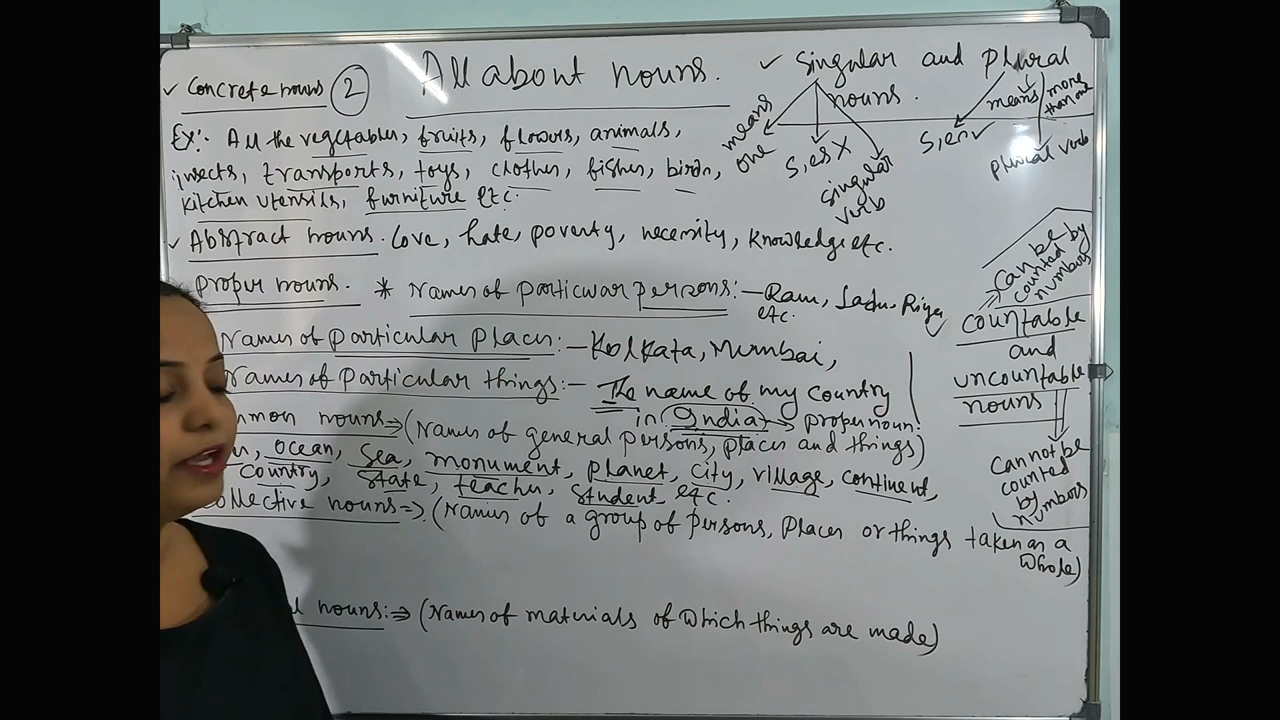 All about nouns.
✓ Concrete nouns ②
Ex:- All the vegetables, fruits, flowers, animals,
insects, transports, toys, clothes, fishes, birds,
kitchen utensils, furniture etc.
✓ Abstract nouns. Love, hate, poverty, necessity, knowledge etc.
proper nouns. * Names of particular persons:- Ram, Sadu, Riya
etc.
Names of particular places:- Kolkata, Mumbai,
Names of particular things:- The name of my country
is India → proper noun.
mmon nouns ⇒ (Names of general persons, places and things)
ocean, sea, monument, planet, city, village, continent,
country, state, teacher, student etc.
ollective nouns ⇒ (Names of a group of persons, places or things taken as a
whole)
l nouns:⇒ (Names of materials of which things are made)
✓ Singular and plural
nouns.
means
one
s, es X
singular
verb
s, es ✓
means
more
than one
plural verb
Can be
counted by
numbers
countable
and
uncountable
nouns
Cannot be
counted
by
numbers